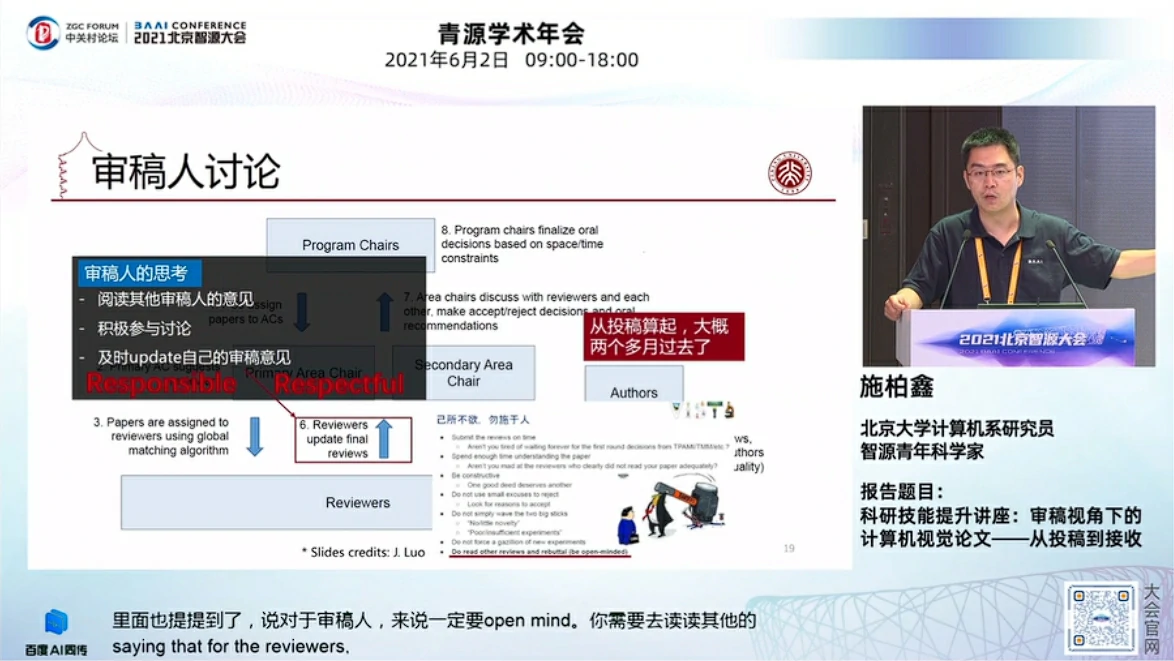 ZGC FORUM
中关村论坛
BAAI CONFERENCE
2021北京智源大会
青源学术年会
2021年6月2日 09:00-18:00
审稿人讨论
Program Chairs
8. Program chairs finalize oral
decisions based on space/time
constraints
审稿人的思考
- 阅读其他审稿人的意见
- 积极参与讨论
- 及时update自己的审稿意见
Responsible Respectful
papers to ACs
7. Area chairs discuss with reviewers and each
other, make accept/reject decisions and oral
recommendations
从投稿算起，大概
两个多月过去了
Primary Area Chair
Secondary Area
Chair
Authors
3. Papers are assigned to
reviewers using global
matching algorithm
6. Reviewers
update final
reviews
己所不欲，勿施于人
• Submit the reviews on time
○ Aren't you tired of waiting forever for the first round decisions from TPAMI/TMM/etc.?
• Spend enough time understanding the paper
○ Aren't you mad at the reviewers who clearly did not read your paper adequately?
• Be constructive
○ One good deed deserves another
• Do not use small excuses to reject
○ Look for reasons to accept
• Do not simply wave the two big sticks
○ "No/little novelty"
○ "Poor/insufficient experiments"
• Do not force a gazillion of new experiments
• Do read other reviews and rebuttal (be open-minded)
ws,
uthors
uality)
Reviewers
* Slides credits: J. Luo
19
BAAI
2021北京智源大会
2021 BAAI CONFERENCE
施柏鑫
北京大学计算机系研究员
智源青年科学家
报告题目：
科研技能提升讲座：审稿视角下的
计算机视觉论文——从投稿到接收
大会官网
百度AI同传
里面也提提到了，说对于审稿人，来说一定要open mind。你需要去读读其他的
saying that for the reviewers,